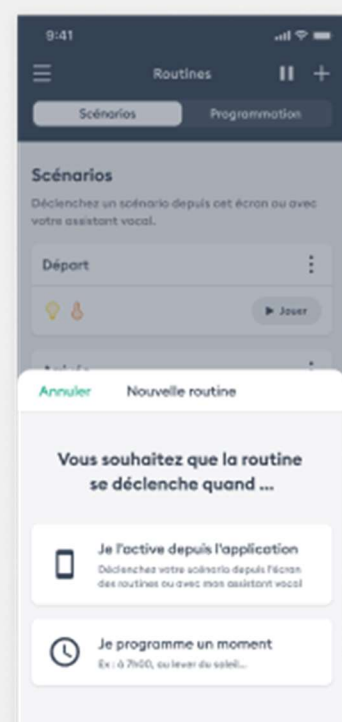 9:41
Routines
Scénarios
Programmation
Scénarios
Déclenchez un scénario depuis cet écran ou avec
votre assistant vocal.
Départ
Jouer
Arrivée
Annuler
Nouvelle routine
Vous souhaitez que la routine
se déclenche quand ...
Je l'active depuis l'application
Déclenchez votre scénario depuis l'écran
des routines ou avec mon assistant vocal
Je programme un moment
Ex : à 7h00, au lever du soleil...